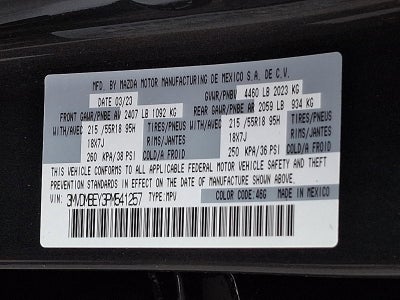 MFD. BY MAZDA MOTOR MANUFACTURING DE MEXICO S.A. DE C.V.
DATE 03/23 GVWR/PNBV 4460 LB 2023 KG
FRONT GAWR/PNBE AV 2407 LB 1092 KG REAR GAWR/PNBE AR 2059 LB 934 KG
WITH/AVEC 215/55R18 95H TIRES/PNEUS WITH/AVEC 215/55R18 95H TIRES/PNEUS
18X7J RIMS/JANTES 18X7J RIMS/JANTES
260 KPA/38 PSI COLD/A FROID 250 KPA/36 PSI COLD/A FROID
THIS VEHICLE CONFORMS TO ALL APPLICABLE FEDERAL MOTOR VEHICLE SAFETY, BUMPER, AND THEFT
PREVENTION STANDARDS IN EFFECT ON THE DATE OF MANUFACTURE SHOWN ABOVE.
COLOR CODE:46G MADE IN MEXICO
VIN: 3MVDMBEY3PM541257 TYPE:MPV